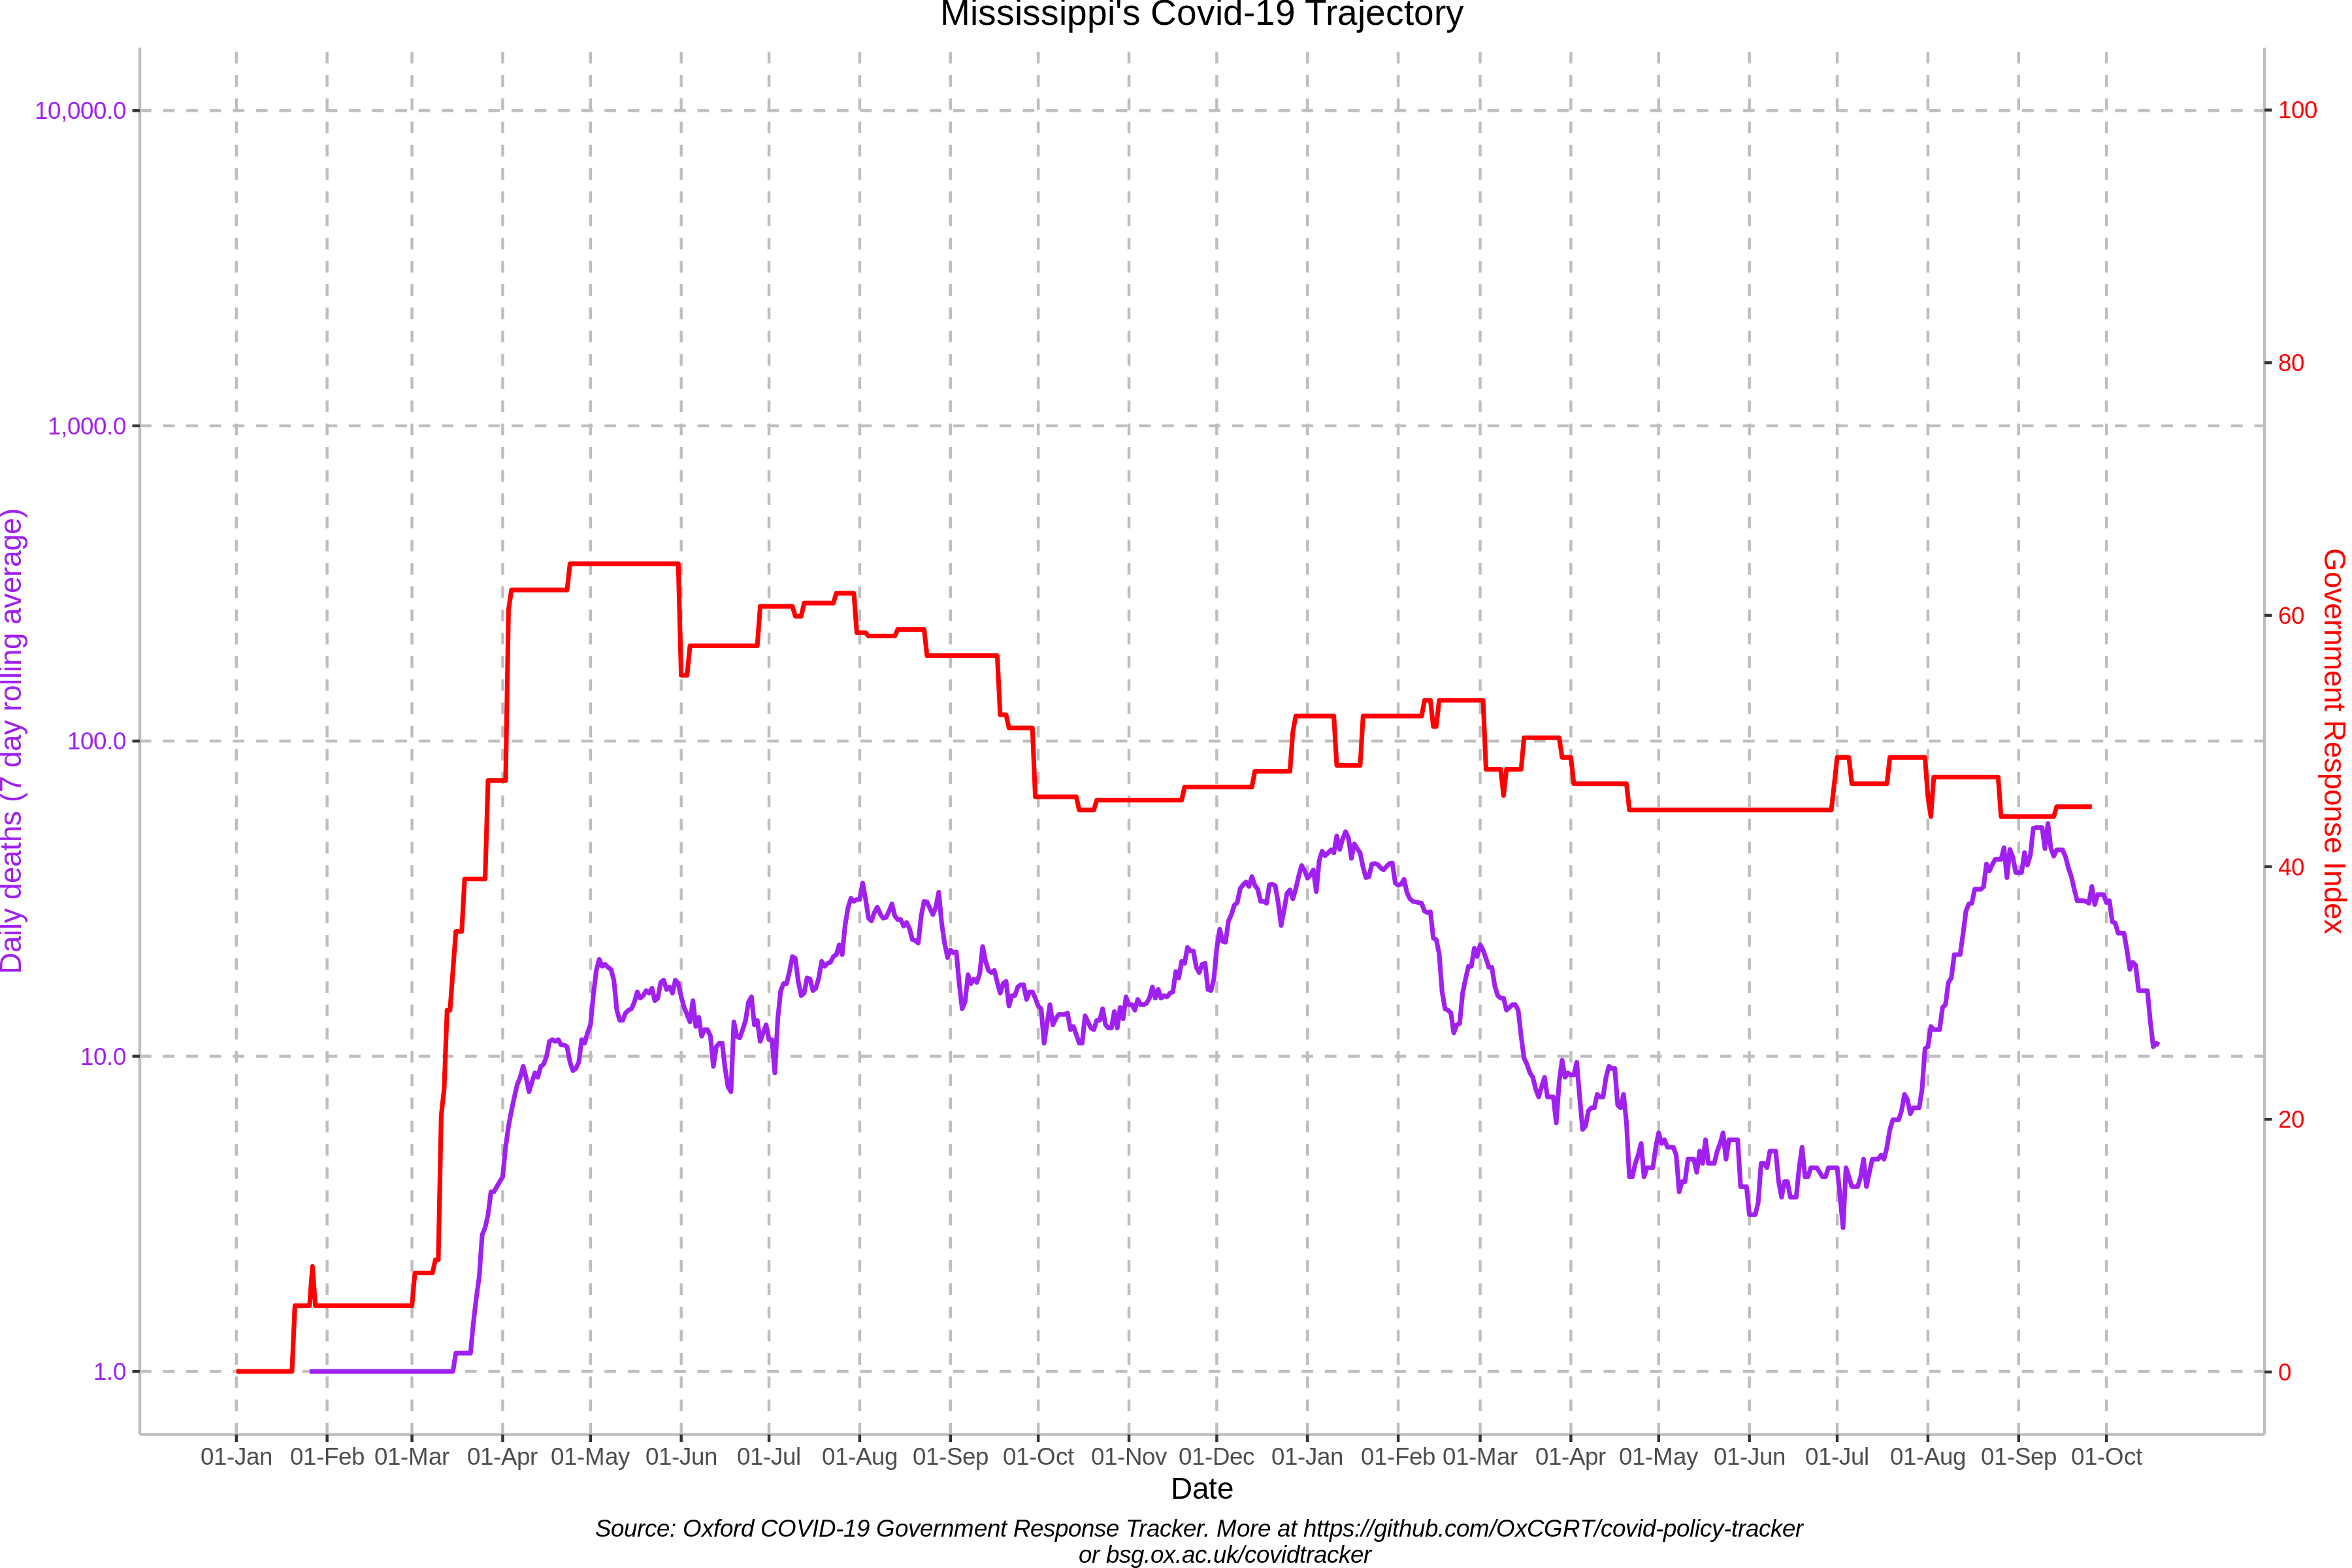 Mississippi's Covid-19 Trajectory
10,000.0
1,000.0
100.0
10.0
1.0
Daily deaths (7 day rolling average)
100
80
60
40
20
0
Government Response Index
01-Jan 01-Feb 01-Mar 01-Apr 01-May 01-Jun 01-Jul 01-Aug 01-Sep 01-Oct 01-Nov 01-Dec 01-Jan 01-Feb 01-Mar 01-Apr 01-May 01-Jun 01-Jul 01-Aug 01-Sep 01-Oct
Date
Source: Oxford COVID-19 Government Response Tracker. More at https://github.com/OxCGRT/covid-policy-tracker
or bsg.ox.ac.uk/covidtracker